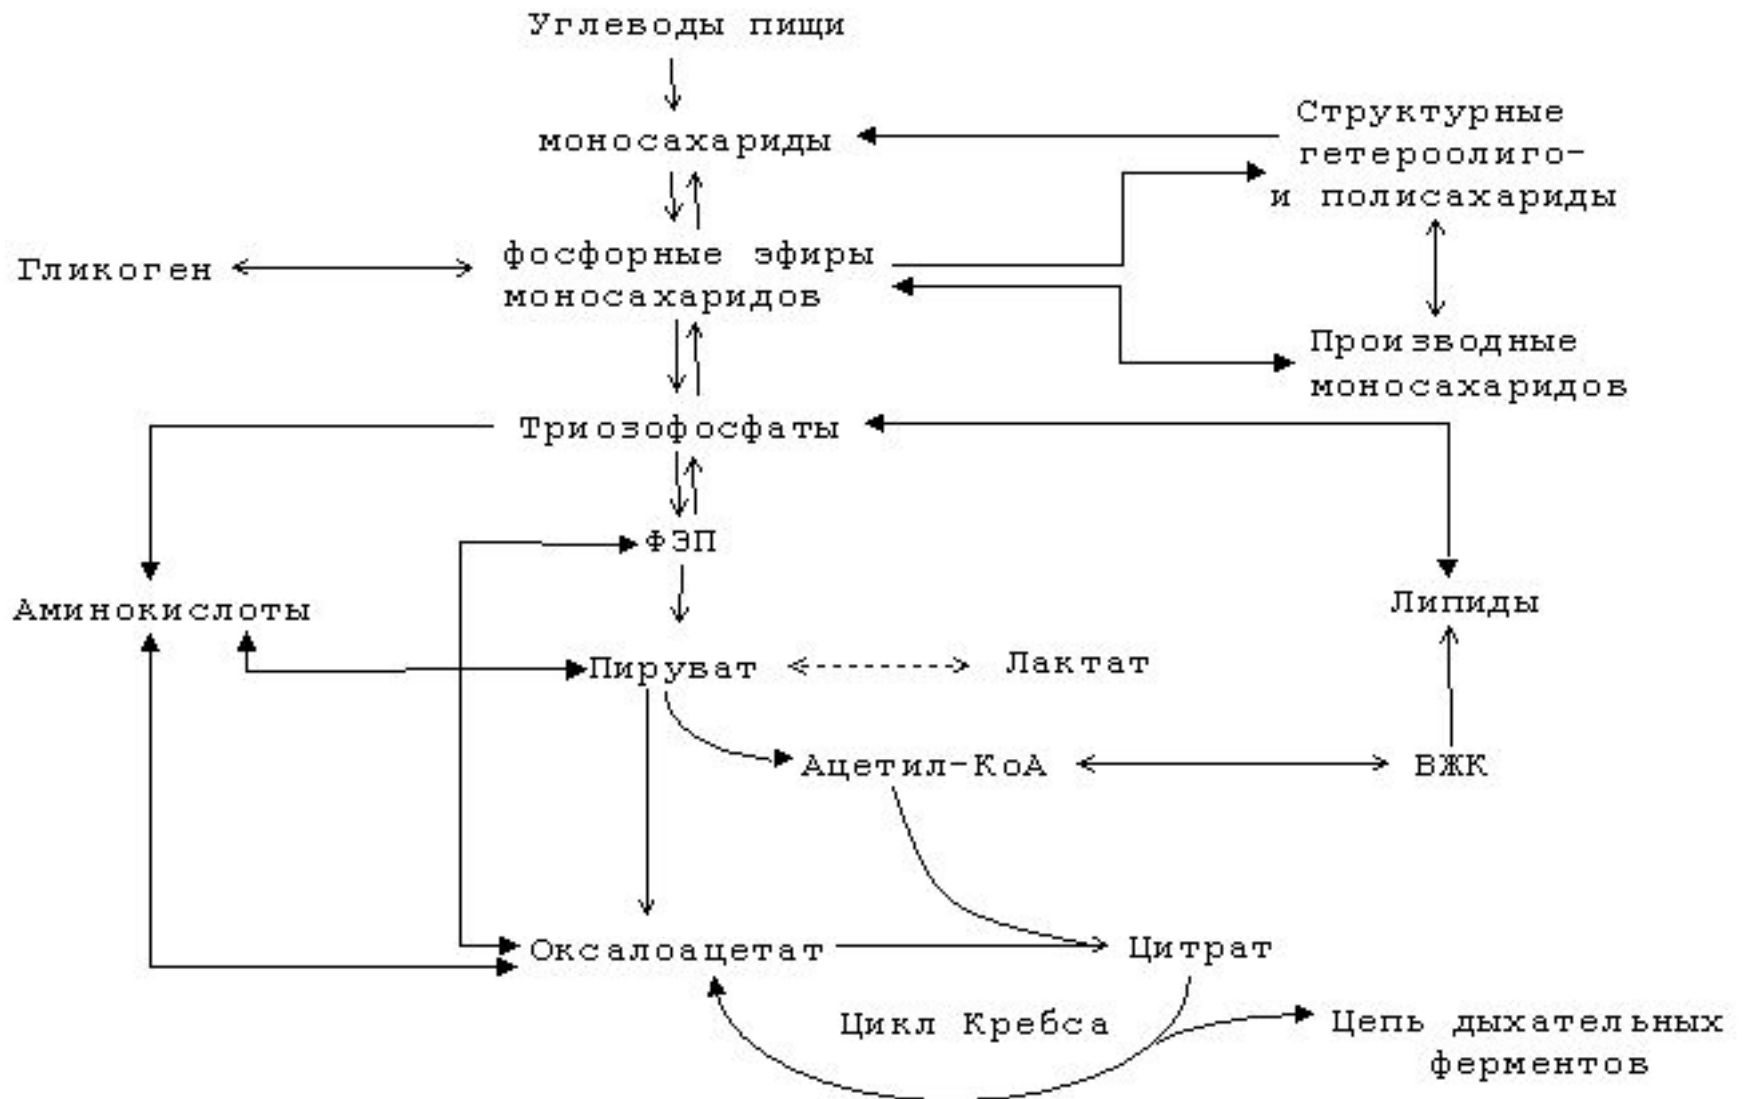 Углеводы пищи
моносахариды
Структурные
гетероолиго-
и полисахариды
Гликоген
фосфорные эфиры
моносахаридов
Производные
моносахаридов
Триозофосфаты
ФЭП
Аминокислоты
Липиды
Пируват
Лактат
Ацетил-КоА
ВЖК
Оксалоацетат
Цитрат
Цикл Кребса
Цепь дыхательных
ферментов